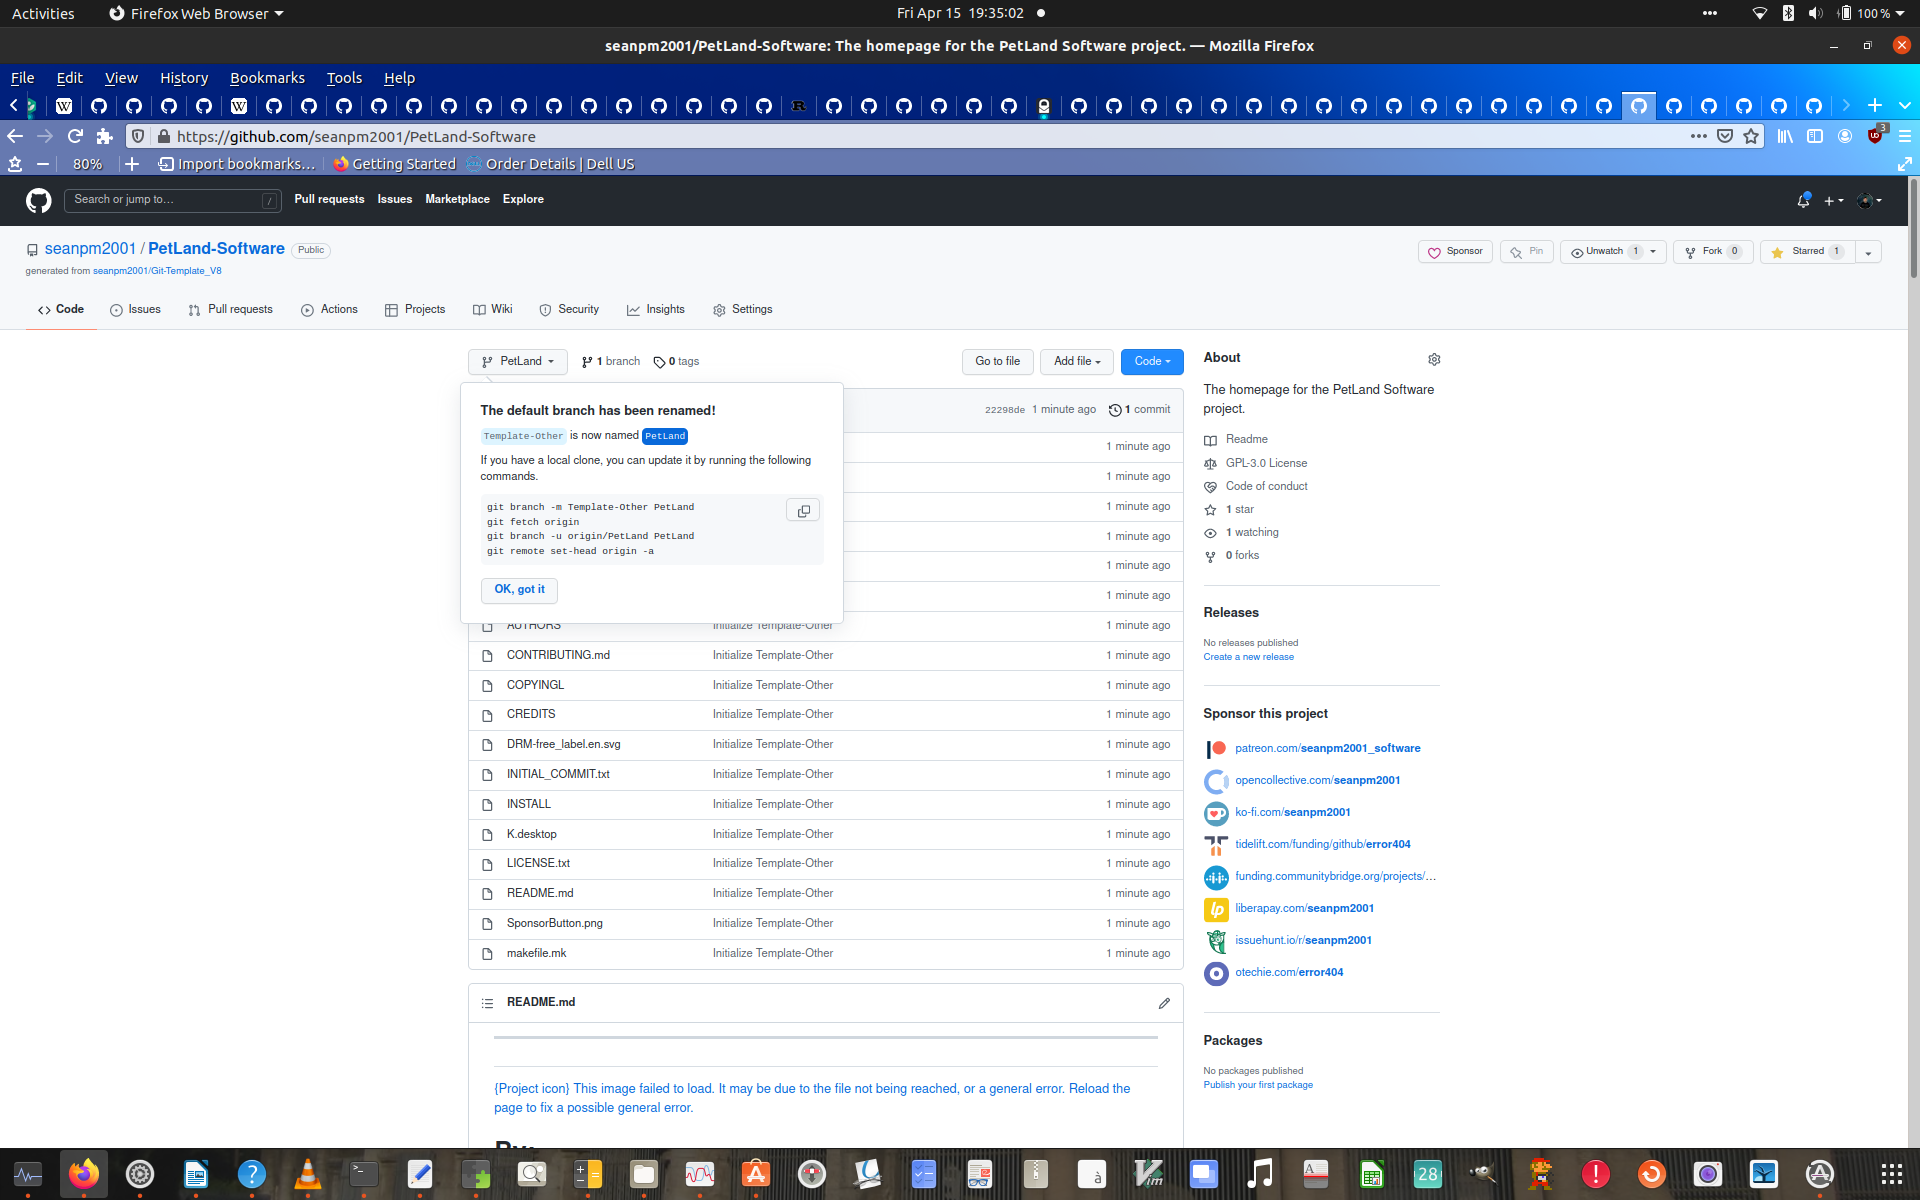 Activities
Firefox Web Browser
Fri Apr 15 19:35:02
100 %
seanpm2001/PetLand-Software: The homepage for the PetLand Software project. — Mozilla Firefox
File Edit View History Bookmarks Tools Help
https://github.com/seanpm2001/PetLand-Software
3
80%
Import bookmarks…
Getting Started
Order Details | Dell US
Search or jump to…
/
Pull requests Issues Marketplace Explore
seanpm2001 / PetLand-Software
Public
generated from seanpm2001/Git-Template_V8
Sponsor
Pin
Unwatch 1
Fork 0
Starred 1
Code
Issues
Pull requests
Actions
Projects
Wiki
Security
Insights
Settings
PetLand
1 branch
0 tags
Go to file
Add file
Code
The default branch has been renamed!
Template-Other is now named PetLand
If you have a local clone, you can update it by running the following
commands.
git branch -m Template-Other PetLand
git fetch origin
git branch -u origin/PetLand PetLand
git remote set-head origin -a
OK, got it
22298de 1 minute ago
1 commit
1 minute ago
1 minute ago
1 minute ago
1 minute ago
1 minute ago
1 minute ago
AUTHORS Initialize Template-Other 1 minute ago
CONTRIBUTING.md Initialize Template-Other 1 minute ago
COPYINGL Initialize Template-Other 1 minute ago
CREDITS Initialize Template-Other 1 minute ago
DRM-free_label.en.svg Initialize Template-Other 1 minute ago
INITIAL_COMMIT.txt Initialize Template-Other 1 minute ago
INSTALL Initialize Template-Other 1 minute ago
K.desktop Initialize Template-Other 1 minute ago
LICENSE.txt Initialize Template-Other 1 minute ago
README.md Initialize Template-Other 1 minute ago
SponsorButton.png Initialize Template-Other 1 minute ago
makefile.mk Initialize Template-Other 1 minute ago
README.md
{Project icon} This image failed to load. It may be due to the file not being reached, or a general error. Reload the
page to fix a possible general error.
About
The homepage for the PetLand Software
project.
Readme
GPL-3.0 License
Code of conduct
1 star
1 watching
0 forks
Releases
No releases published
Create a new release
Sponsor this project
patreon.com/seanpm2001_software
opencollective.com/seanpm2001
ko-fi.com/seanpm2001
tidelift.com/funding/github/error404
funding.communitybridge.org/projects/…
liberapay.com/seanpm2001
issuehunt.io/r/seanpm2001
otechie.com/error404
Packages
No packages published
Publish your first package
28